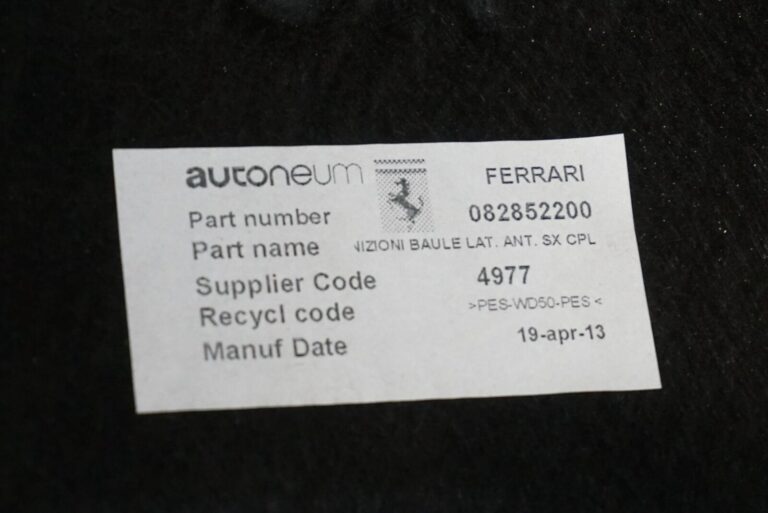 autoneum FERRARI
Part number 082852200
Part name NIZIONI BAULE LAT. ANT. SX CPL
Supplier Code 4977
Recycl code >PES-WD50-PES<
Manuf Date 19-apr-13